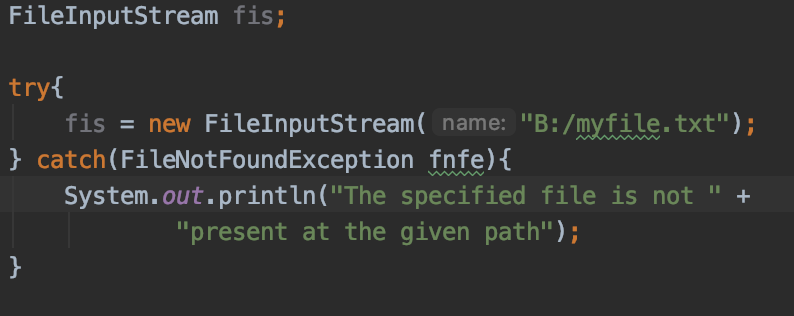 FileInputStream fis;
try{
fis = new FileInputStream( name: "B:/myfile.txt");
} catch(FileNotFoundException fnfe){
System.out.println("The specified file is not " +
"present at the given path");
}